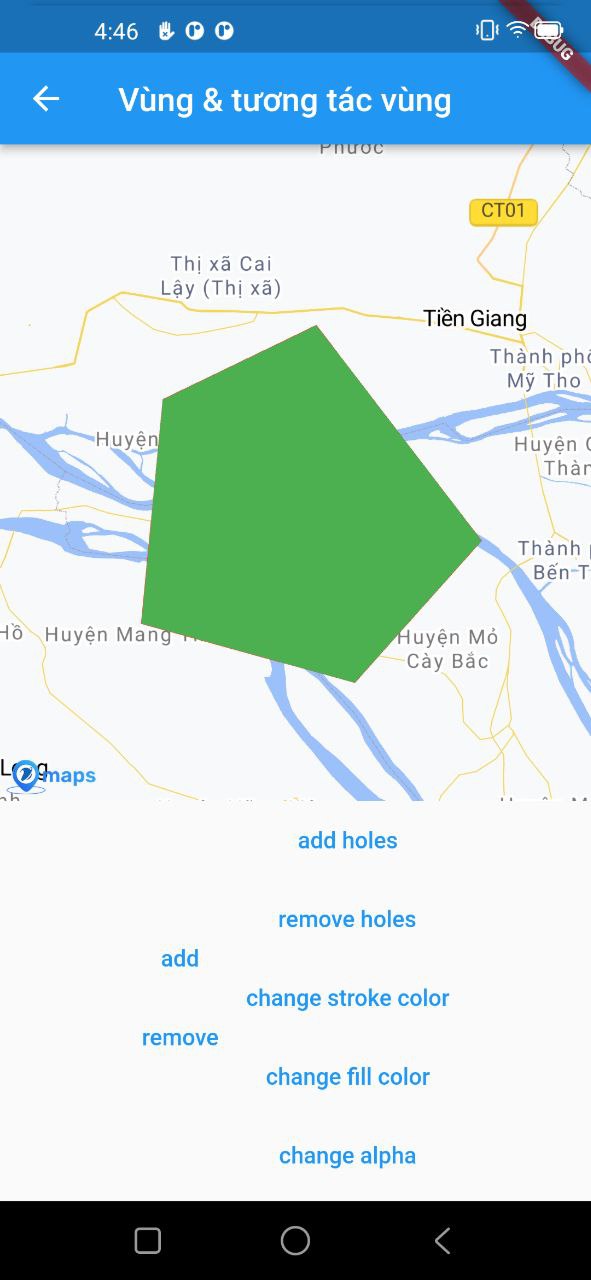 4:46
DEBUG
Vùng & tương tác vùng
Phước
CT01
Thị xã Cai
Lậy (Thị xã)
Tiền Giang
Thành phố
Mỹ Tho
Huyện
Huyện C
Thàn
Thành p
Bến T
Hồ
Huyện Mang T
Huyện Mỏ
Cày Bắc
maps
add holes
remove holes
add
change stroke color
remove
change fill color
change alpha